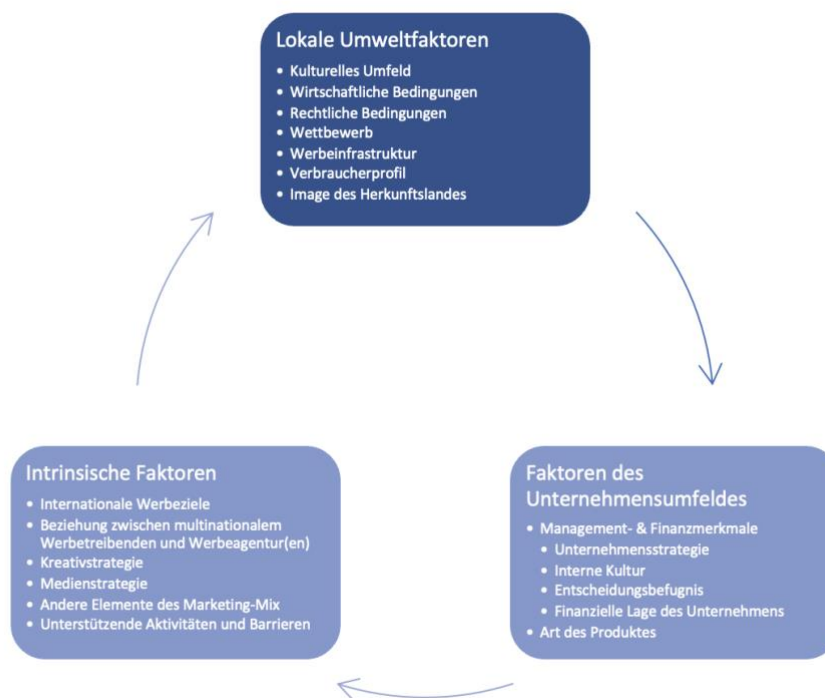 Lokale Umweltfaktoren
• Kulturelles Umfeld
• Wirtschaftliche Bedingungen
• Rechtliche Bedingungen
• Wettbewerb
• Werbeinfrastruktur
• Verbraucherprofil
• Image des Herkunftslandes
Intrinsische Faktoren
• Internationale Werbeziele
• Beziehung zwischen multinationalem
Werbetreibenden und Werbeagentur(en)
• Kreativstrategie
• Medienstrategie
• Andere Elemente des Marketing-Mix
• Unterstützende Aktivitäten und Barrieren
Faktoren des
Unternehmensumfeldes
• Management- & Finanzmerkmale
• Unternehmensstrategie
• Interne Kultur
• Entscheidungsbefugnis
• Finanzielle Lage des Unternehmens
• Art des Produktes